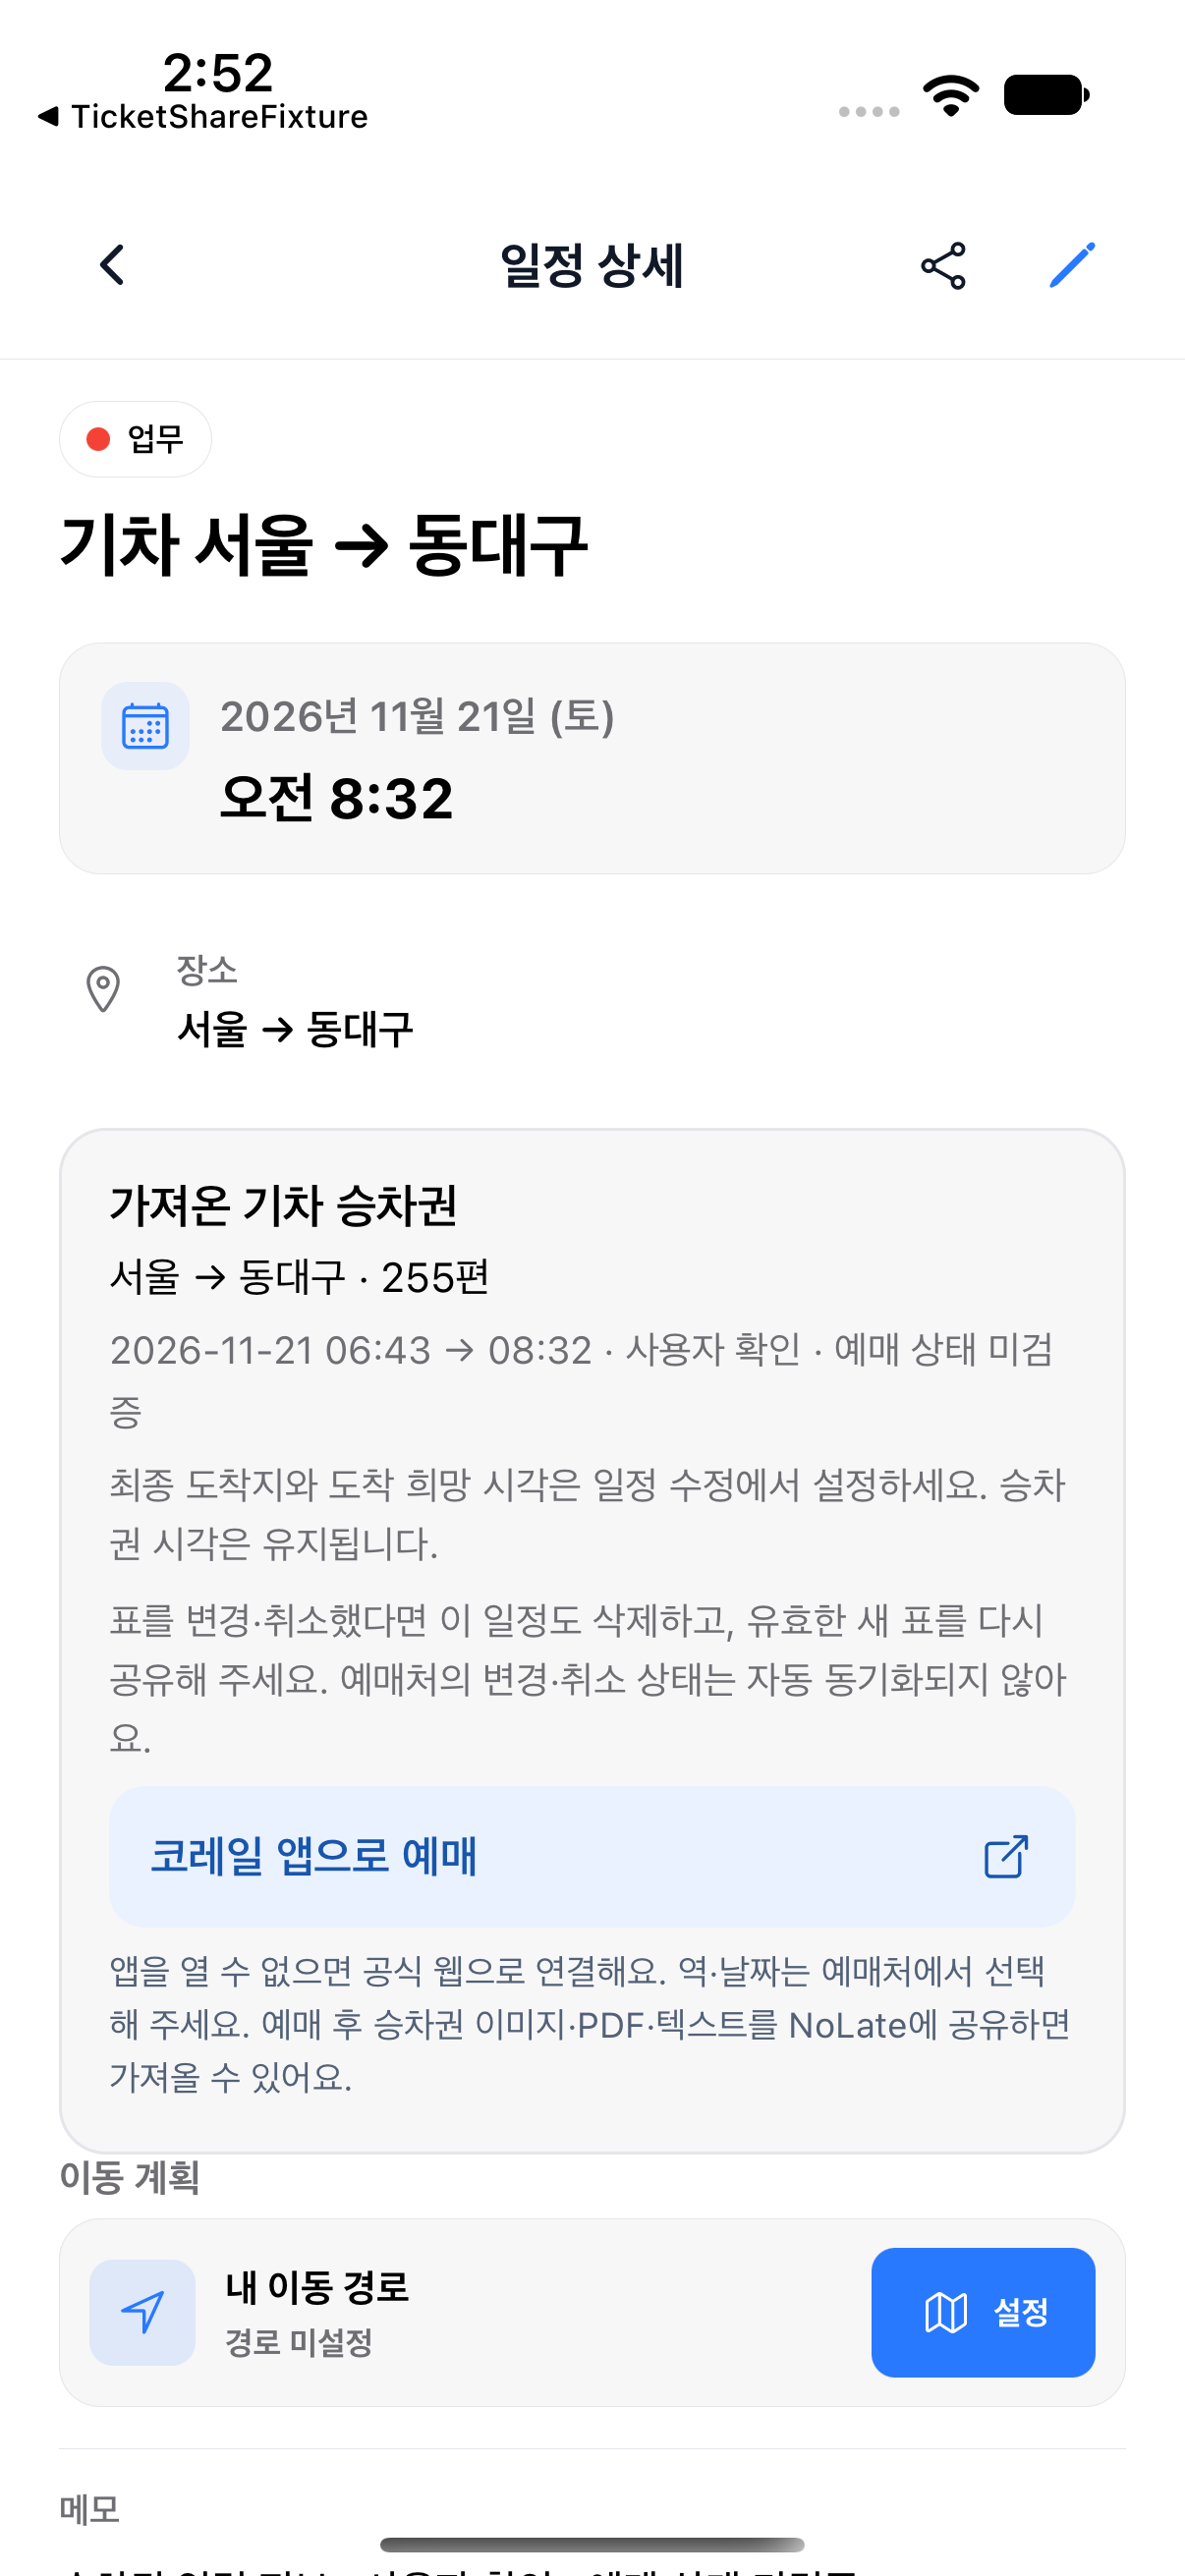 2:52
◀ TicketShareFixture
일정 상세
업무
기차 서울 → 동대구
2026년 11월 21일 (토)
오전 8:32
장소
서울 → 동대구
가져온 기차 승차권
서울 → 동대구 · 255편
2026-11-21 06:43 → 08:32 · 사용자 확인 · 예매 상태 미검
증
최종 도착지와 도착 희망 시각은 일정 수정에서 설정하세요. 승차
권 시각은 유지됩니다.
표를 변경·취소했다면 이 일정도 삭제하고, 유효한 새 표를 다시
공유해 주세요. 예매처의 변경·취소 상태는 자동 동기화되지 않아
요.
코레일 앱으로 예매
앱을 열 수 없으면 공식 웹으로 연결해요. 역·날짜는 예매처에서 선택
해 주세요. 예매 후 승차권 이미지·PDF·텍스트를 NoLate에 공유하면
가져올 수 있어요.
이동 계획
내 이동 경로
경로 미설정
설정
메모